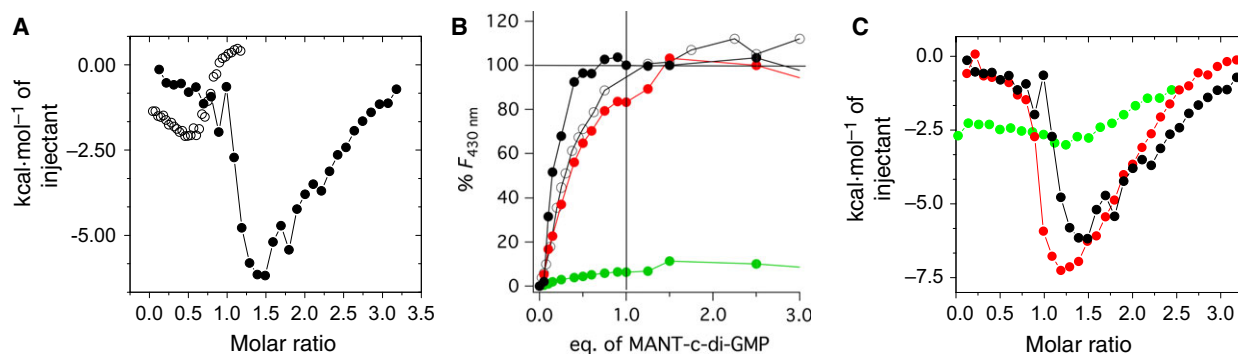 A
0.00
−2.50
−5.00
kcal·mol−1 of
injectant
0.0 0.5 1.0 1.5 2.0 2.5 3.0 3.5
Molar ratio
B
120
100
80
60
40
20
0
% F430 nm
0.0 1.0 2.0 3.0
eq. of MANT-c-di-GMP
C
0.0
−2.5
−5.0
−7.5
kcal·mol−1 of
injectant
0.0 0.5 1.0 1.5 2.0 2.5 3.0
Molar ratio